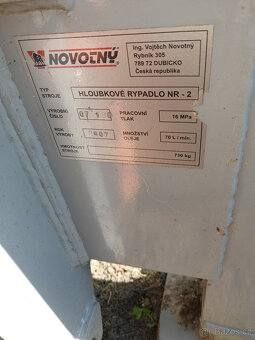 NOVOTNÝ
ing. Vojtěch Novotný
Rybník 305
789 72 DUBICKO
Česká republika
TYP STROJE HLOUBKOVÉ RYPADLO NR - 2
VÝROBNÍ ČÍSLO PRACOVNÍ TLAK 16 MPa
ROK VÝROBY MNOŽSTVÍ OLEJE 70 L / min.
HMOTNOST STROJE 730 kg